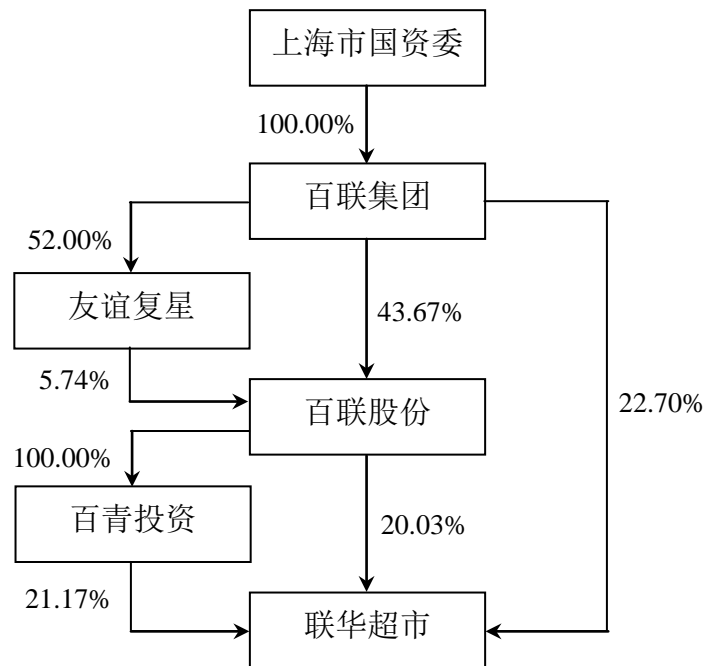 上海市国资委
100.00%
百联集团
52.00%
友谊复星
43.67%
5.74%
百联股份
22.70%
100.00%
百青投资
20.03%
21.17%
联华超市